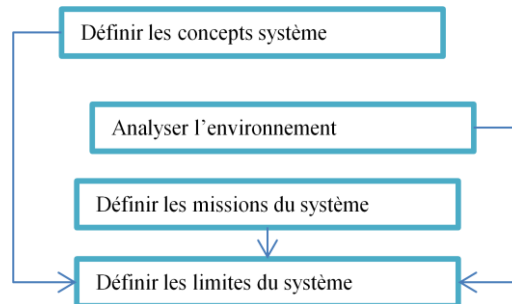 Définir les concepts système
Analyser l’environnement
Définir les missions du système
Définir les limites du système